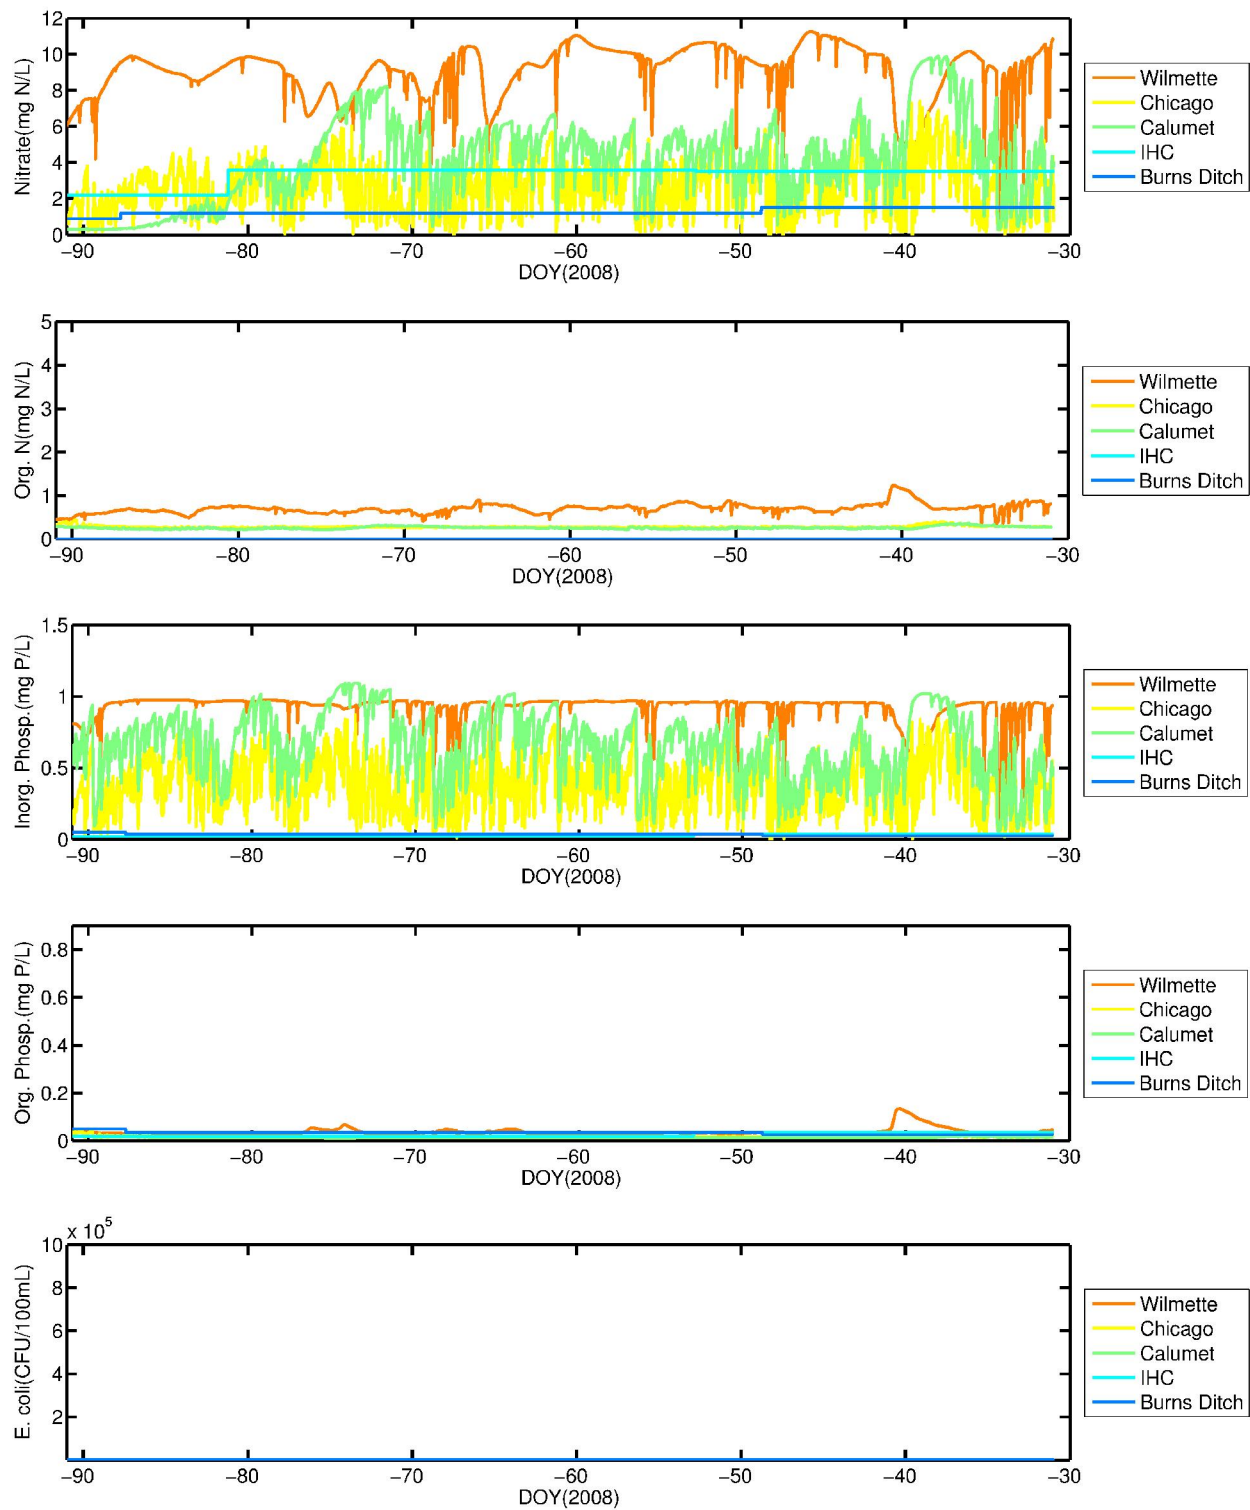 12
10
8
6
4
2
0
Nitrate(mg N/L)
−90 −80 −70 −60 −50 −40 −30
DOY(2008)
Wilmette
Chicago
Calumet
IHC
Burns Ditch
5
4
3
2
1
0
Org. N(mg N/L)
−90 −80 −70 −60 −50 −40 −30
DOY(2008)
Wilmette
Chicago
Calumet
IHC
Burns Ditch
1.5
1
0.5
0
Inorg. Phosp.(mg P/L)
−90 −80 −70 −60 −50 −40 −30
DOY(2008)
Wilmette
Chicago
Calumet
IHC
Burns Ditch
0.8
0.6
0.4
0.2
0
Org. Phosp.(mg P/L)
−90 −80 −70 −60 −50 −40 −30
DOY(2008)
Wilmette
Chicago
Calumet
IHC
Burns Ditch
x 10^5
10
8
6
4
2
E. coli(CFU/100mL)
−90 −80 −70 −60 −50 −40 −30
DOY(2008)
Wilmette
Chicago
Calumet
IHC
Burns Ditch